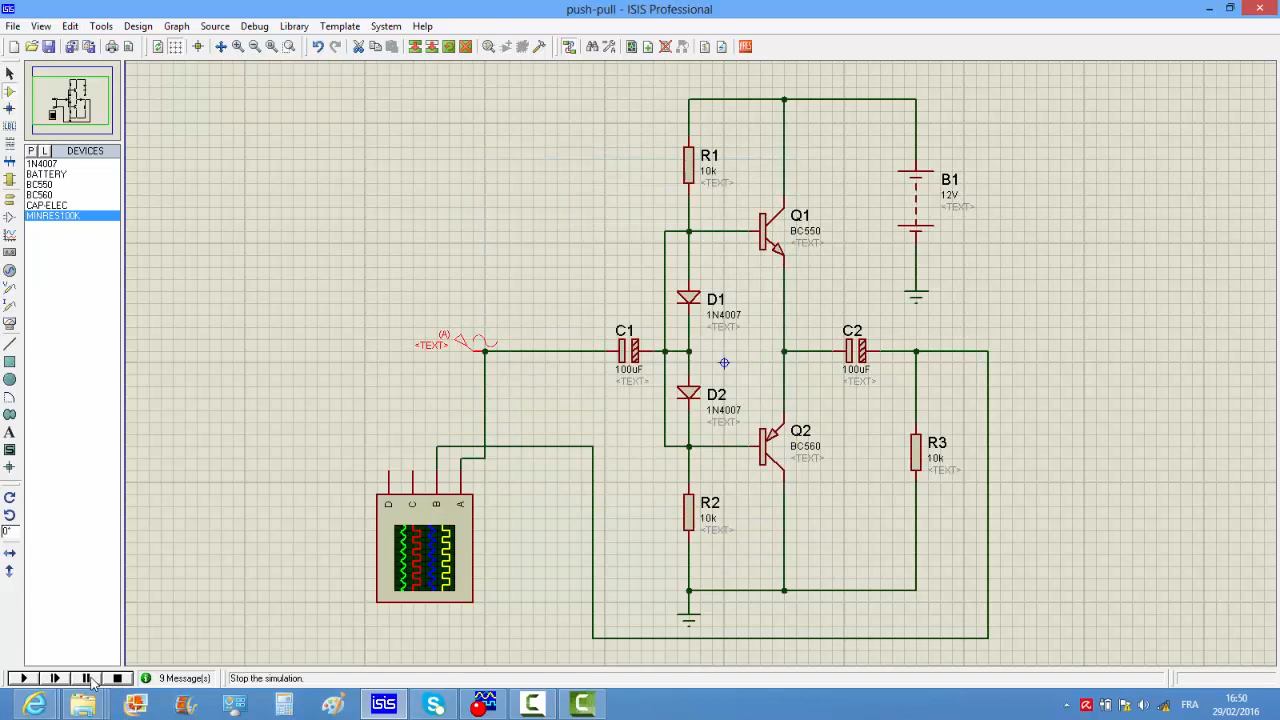 push-pull - ISIS Professional
File View Edit Tools Design Graph Source Debug Library Template System Help
P L DEVICES
1N4007
BATTERY
BC550
BC560
CAP-ELEC
MINRES100K
R1
10k
<TEXT>
Q1
BC550
<TEXT>
B1
12V
<TEXT>
D1
1N4007
<TEXT>
(A)
<TEXT>
C1
100uF
<TEXT>
C2
100uF
<TEXT>
D2
1N4007
<TEXT>
Q2
BC560
<TEXT>
R3
10k
<TEXT>
D C B A
R2
10k
<TEXT>
0°
9 Message(s) Stop the simulation.
isis
FRA
16:50
29/02/2016